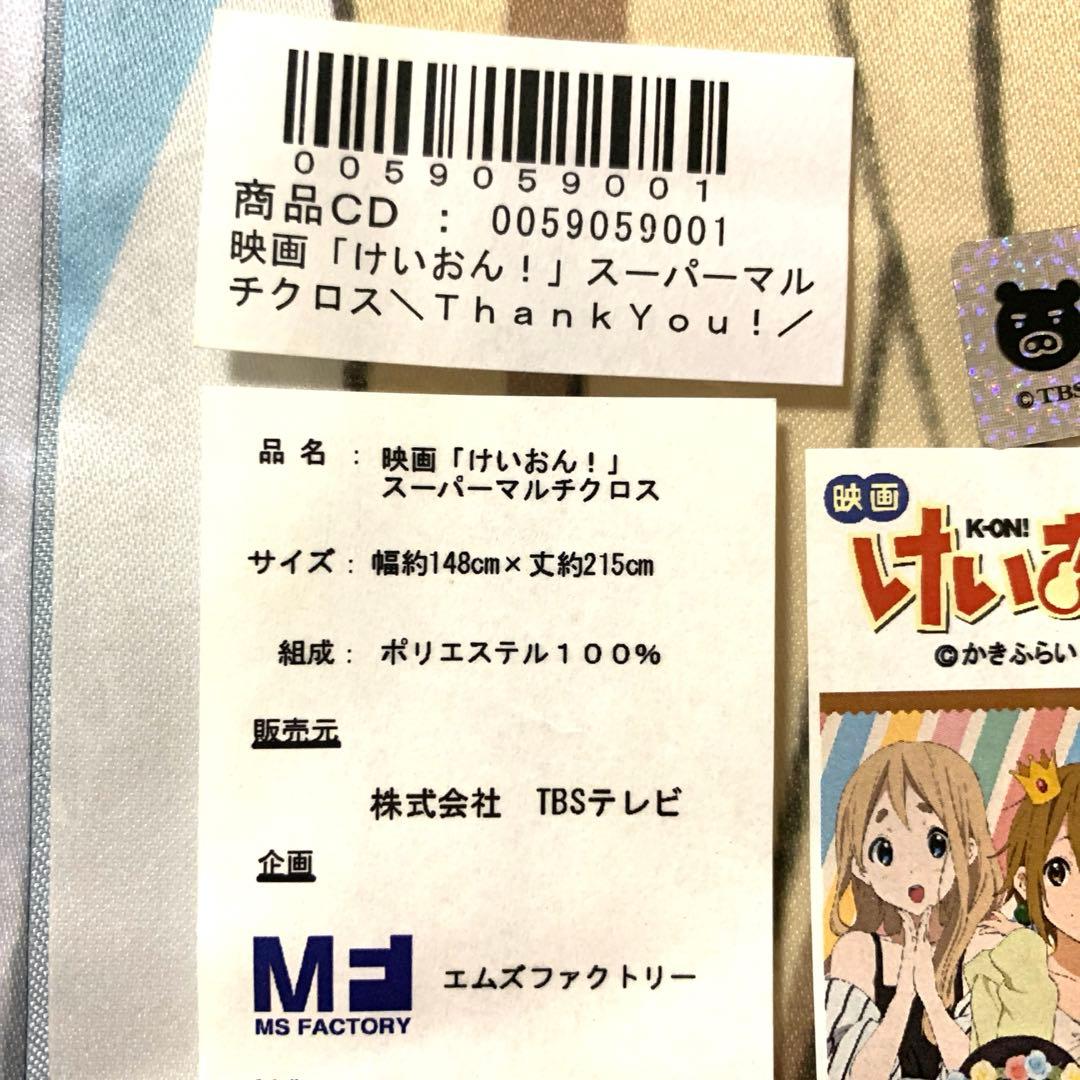 0059059001
商品CD : 0059059001
映画「けいおん！」スーパーマル
チクロス＼ＴｈａｎｋＹｏｕ！／
©TBS
品名 : 映画「けいおん！」
スーパーマルチクロス
サイズ : 幅約148cm×丈約215cm
組成 : ポリエステル１００％
販売元
株式会社　TBSテレビ
企画
MF
MS FACTORY
エムズファクトリー
映画
K-ON!
けいお
©かきふらい